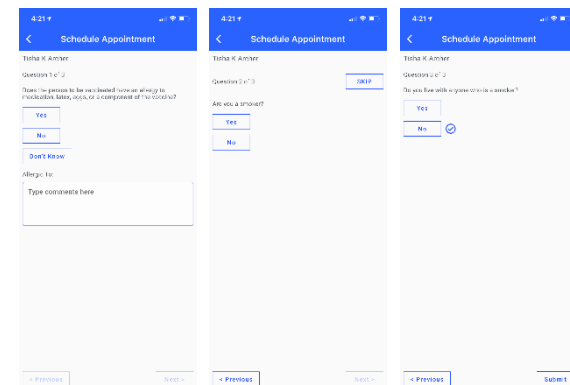 4:21
Schedule Appointment
Tisha K Archer
Question 1 of 3
Does the person to be vaccinated have an allergy to
medication, latex, eggs, or a component of the vaccine?
Yes
No
Don't Know
Allergic To:
Type comments here
< Previous
Next >
4:21
Schedule Appointment
Tisha K Archer
Question 2 of 3
SKIP
Are you a smoker?
Yes
No
< Previous
Next >
4:21
Schedule Appointment
Tisha K Archer
Question 3 of 3
Do you live with anyone who is a smoker?
Yes
No
< Previous
Submit